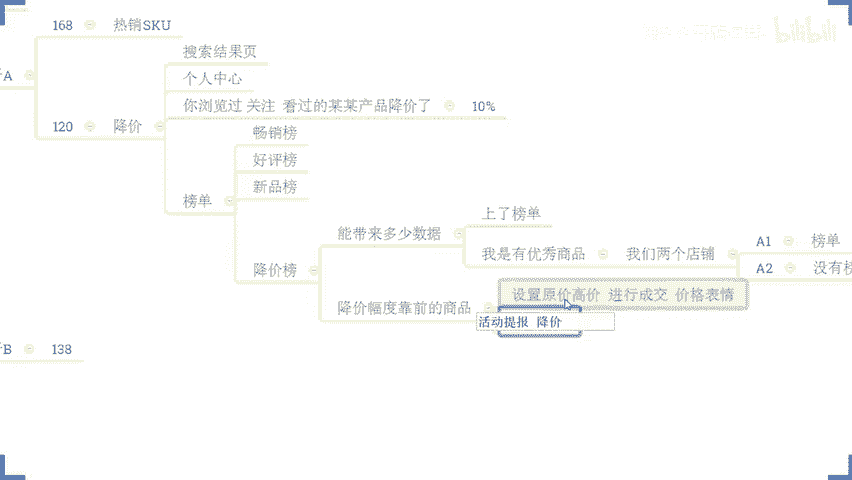 168 热销SKU
A
搜索结果页
个人中心
你浏览过 关注 看过的某某产品降价了 10%
120 降价
畅销榜
好评榜
新品榜
榜单
上了榜单
能带来多少数据
A1 榜单
我是有优秀商品 我们两个店铺
A2 没有榜
降价榜
设置原价高价 进行成交 价格表情
降价幅度靠前的商品
活动提报 降价
B 138
bilibili